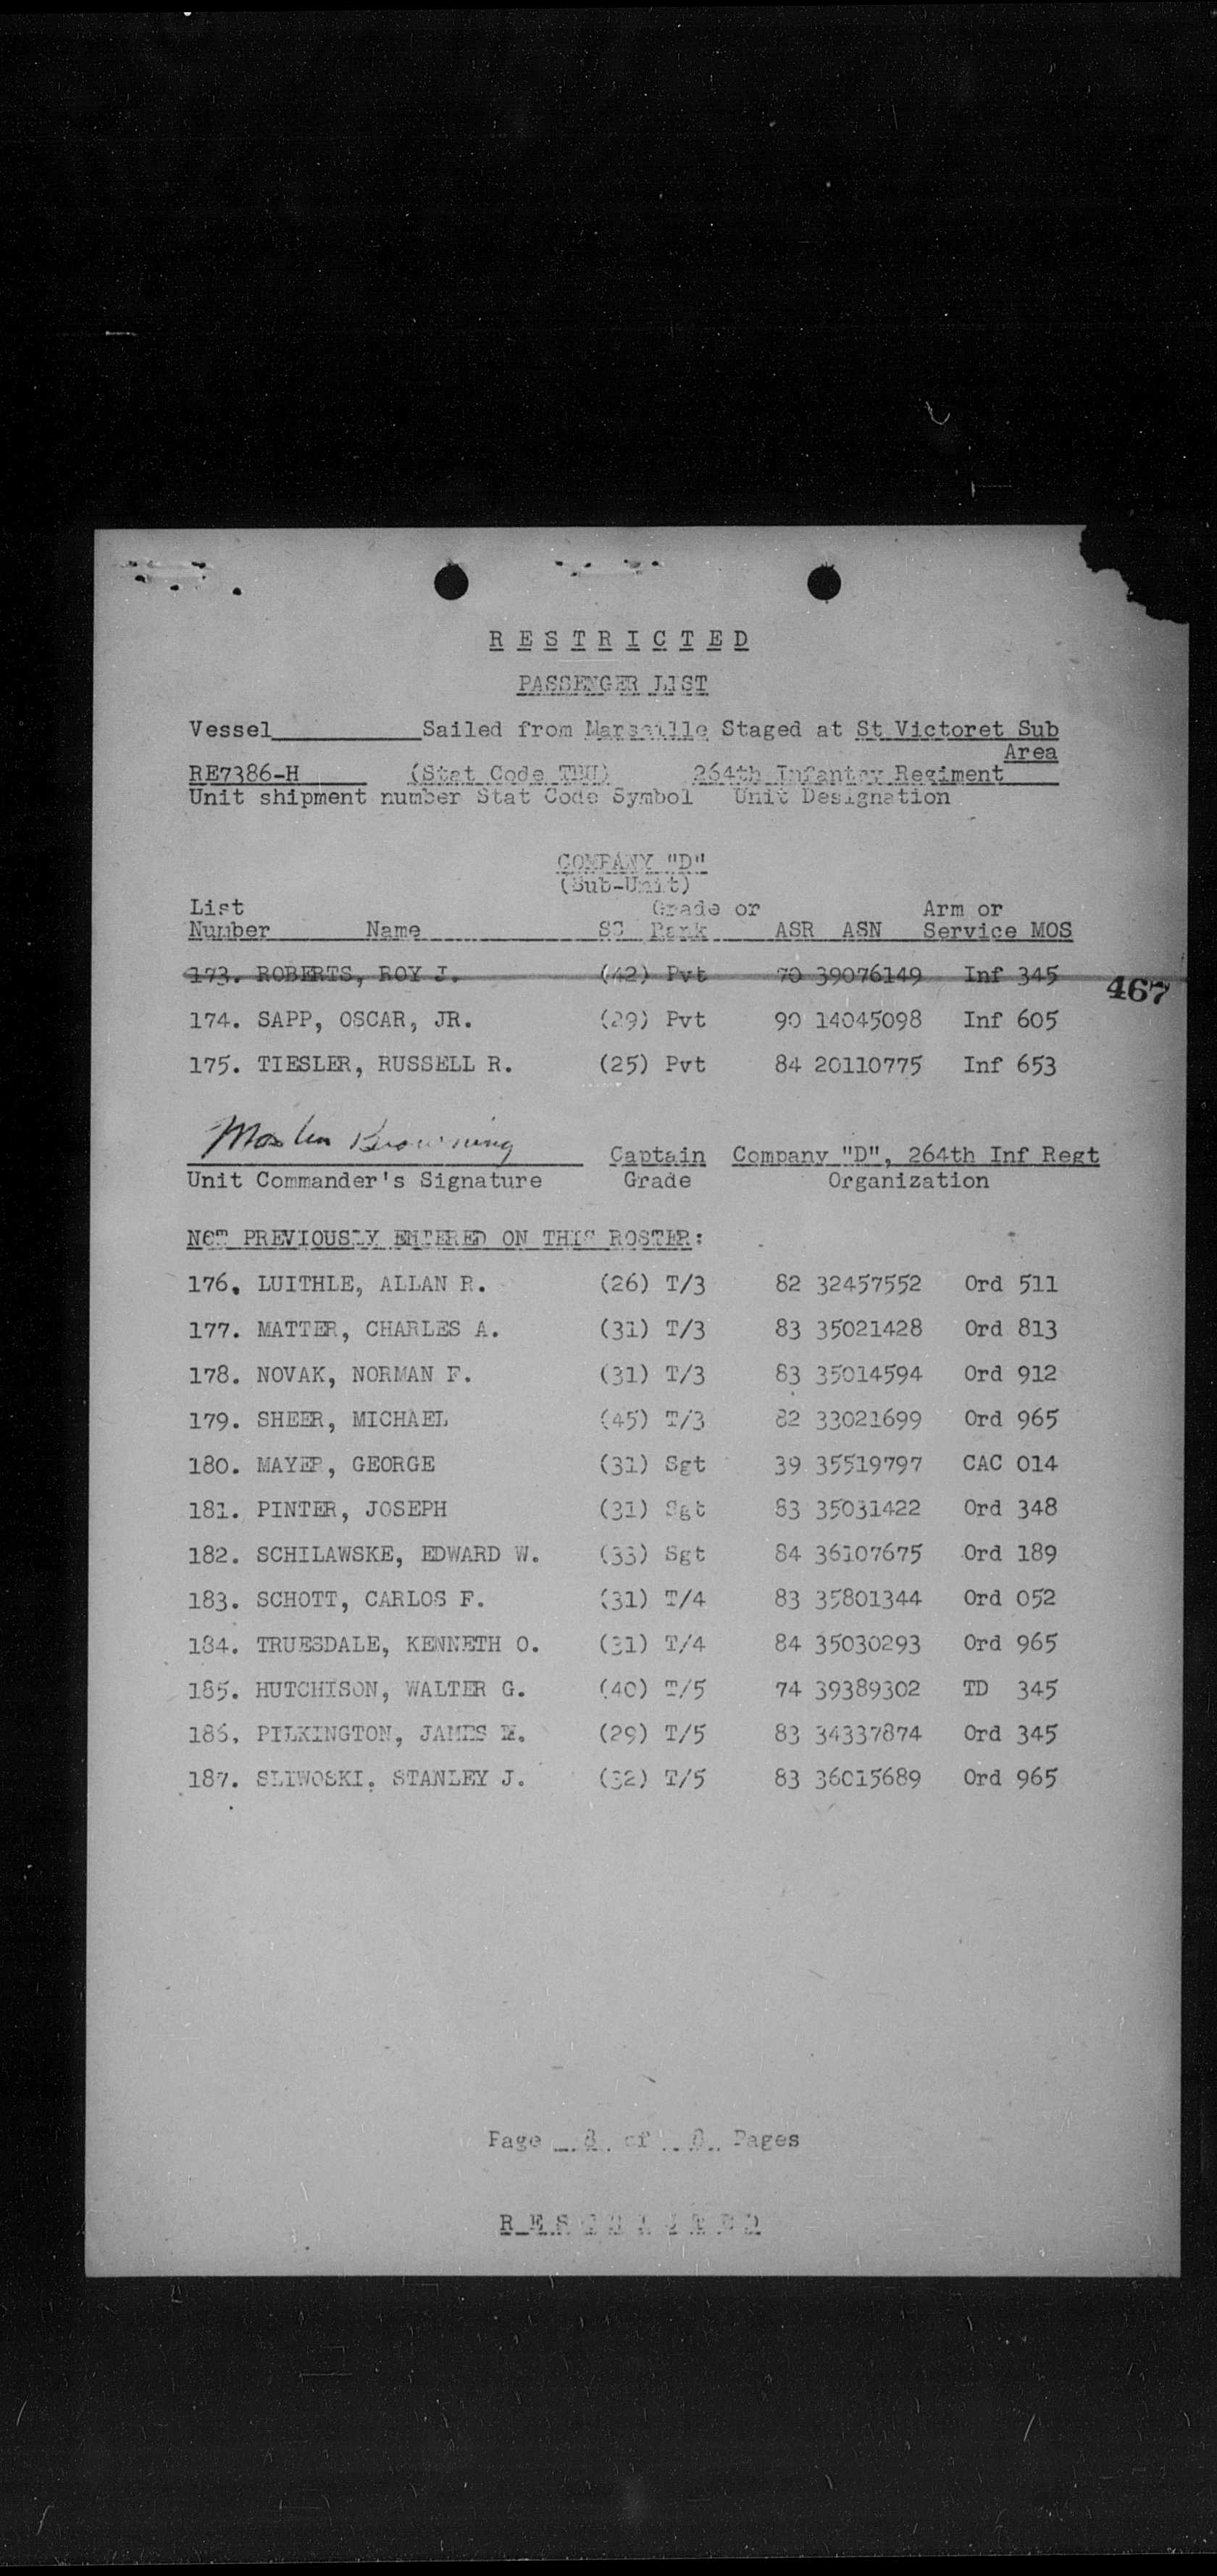 R E S T R I C T E D
PASSENGER LIST
Vessel Sailed from Marseille Staged at St Victoret Sub
Area
RE7386-H (Stat Code 264th Infantry Regiment
Unit shipment number Stat Code Symbol Unit Designation
COMPANY "D"
(Sub-Unit)
List Grade or Arm or
Number Name SC Rank ASR ASN Service MOS
173. ROBERTS, ROY J. (42) Pvt 70 39076149 Inf 345
467
174. SAPP, OSCAR, JR. (29) Pvt 90 14045098 Inf 605
175. TIESLER, RUSSELL R. (25) Pvt 84 20110775 Inf 653
Browning Captain Company "D", 264th Inf Regt
Unit Commander's Signature Grade Organization
NOT PREVIOUSLY ENTERED ON THIS ROSTER:
176. LUITHLE, ALLAN R. (26) T/3 82 32457552 Ord 511
177. MATTER, CHARLES A. (31) T/3 83 35021428 Ord 813
178. NOVAK, NORMAN F. (31) T/3 83 35014594 Ord 912
179. SHEER, MICHAEL (45) T/3 82 33021699 Ord 965
180. MAYER, GEORGE (31) Sgt 39 35519797 CAC 014
181. PINTER, JOSEPH (31) Sgt 83 35031422 Ord 348
182. SCHILAWSKE, EDWARD W. (33) Sgt 84 36107675 Ord 189
183. SCHOTT, CARLOS F. (31) T/4 83 35801344 Ord 052
184. TRUESDALE, KENNETH O. (31) T/4 84 35030293 Ord 965
185. HUTCHISON, WALTER G. (40) T/5 74 39389302 TD 345
186. PILKINGTON, JAMES M. (29) T/5 83 34337874 Ord 345
187. SLIWOSKI, STANLEY J. (32) T/5 83 36015689 Ord 965
Page 8 of Pages
R E S T R I C T E D